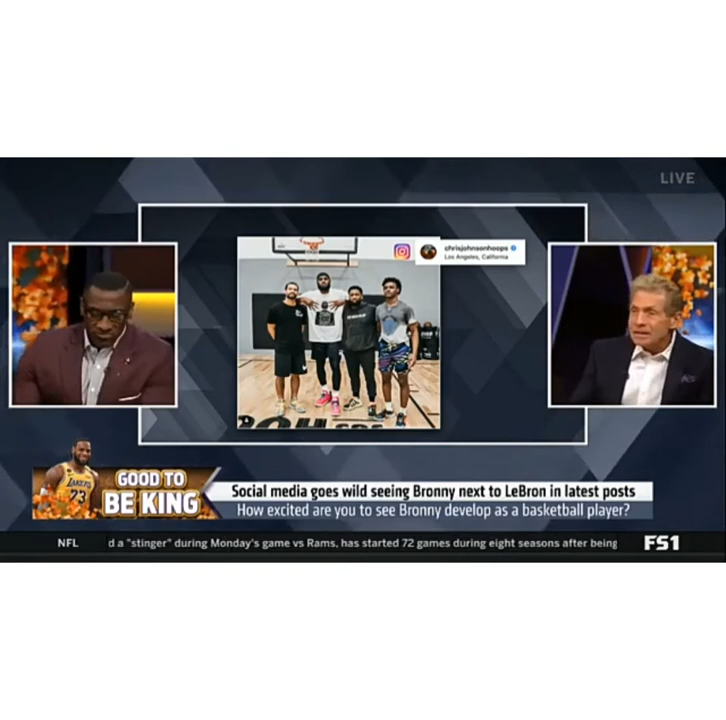 LIVE
chrisjohnsonhoops
Los Angeles, California
LAKERS
23
GOOD TO
BE KING
Social media goes wild seeing Bronny next to LeBron in latest posts
How excited are you to see Bronny develop as a basketball player?
NFL d a "stinger" during Monday's game vs Rams, has started 72 games during eight seasons after being
FS1